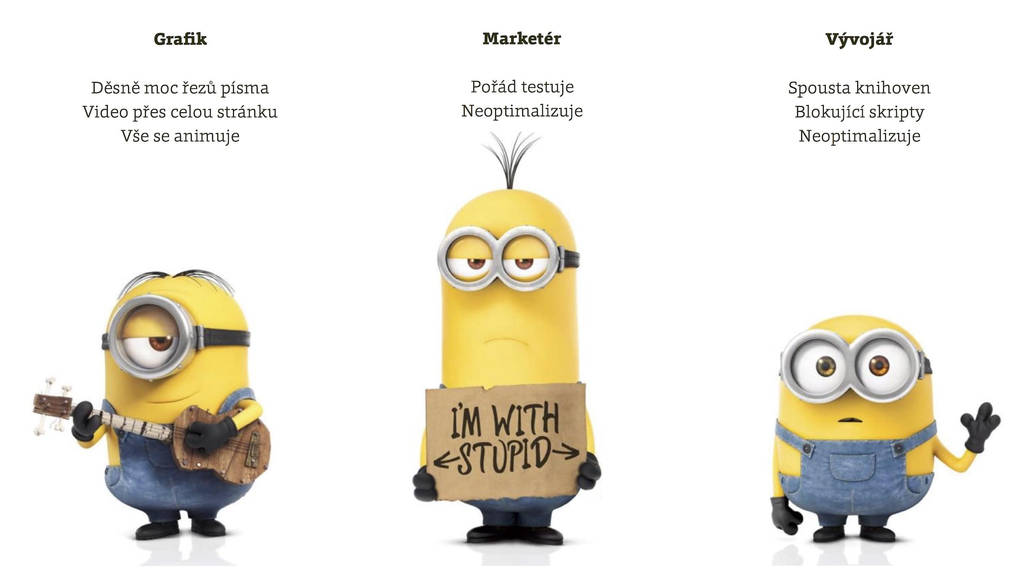 Grafik
Děsně moc řezů písma
Video přes celou stránku
Vše se animuje
Marketér
Pořád testuje
Neoptimalizuje
I'M WITH
←STUPID→
Vývojář
Spousta knihoven
Blokující skripty
Neoptimalizuje